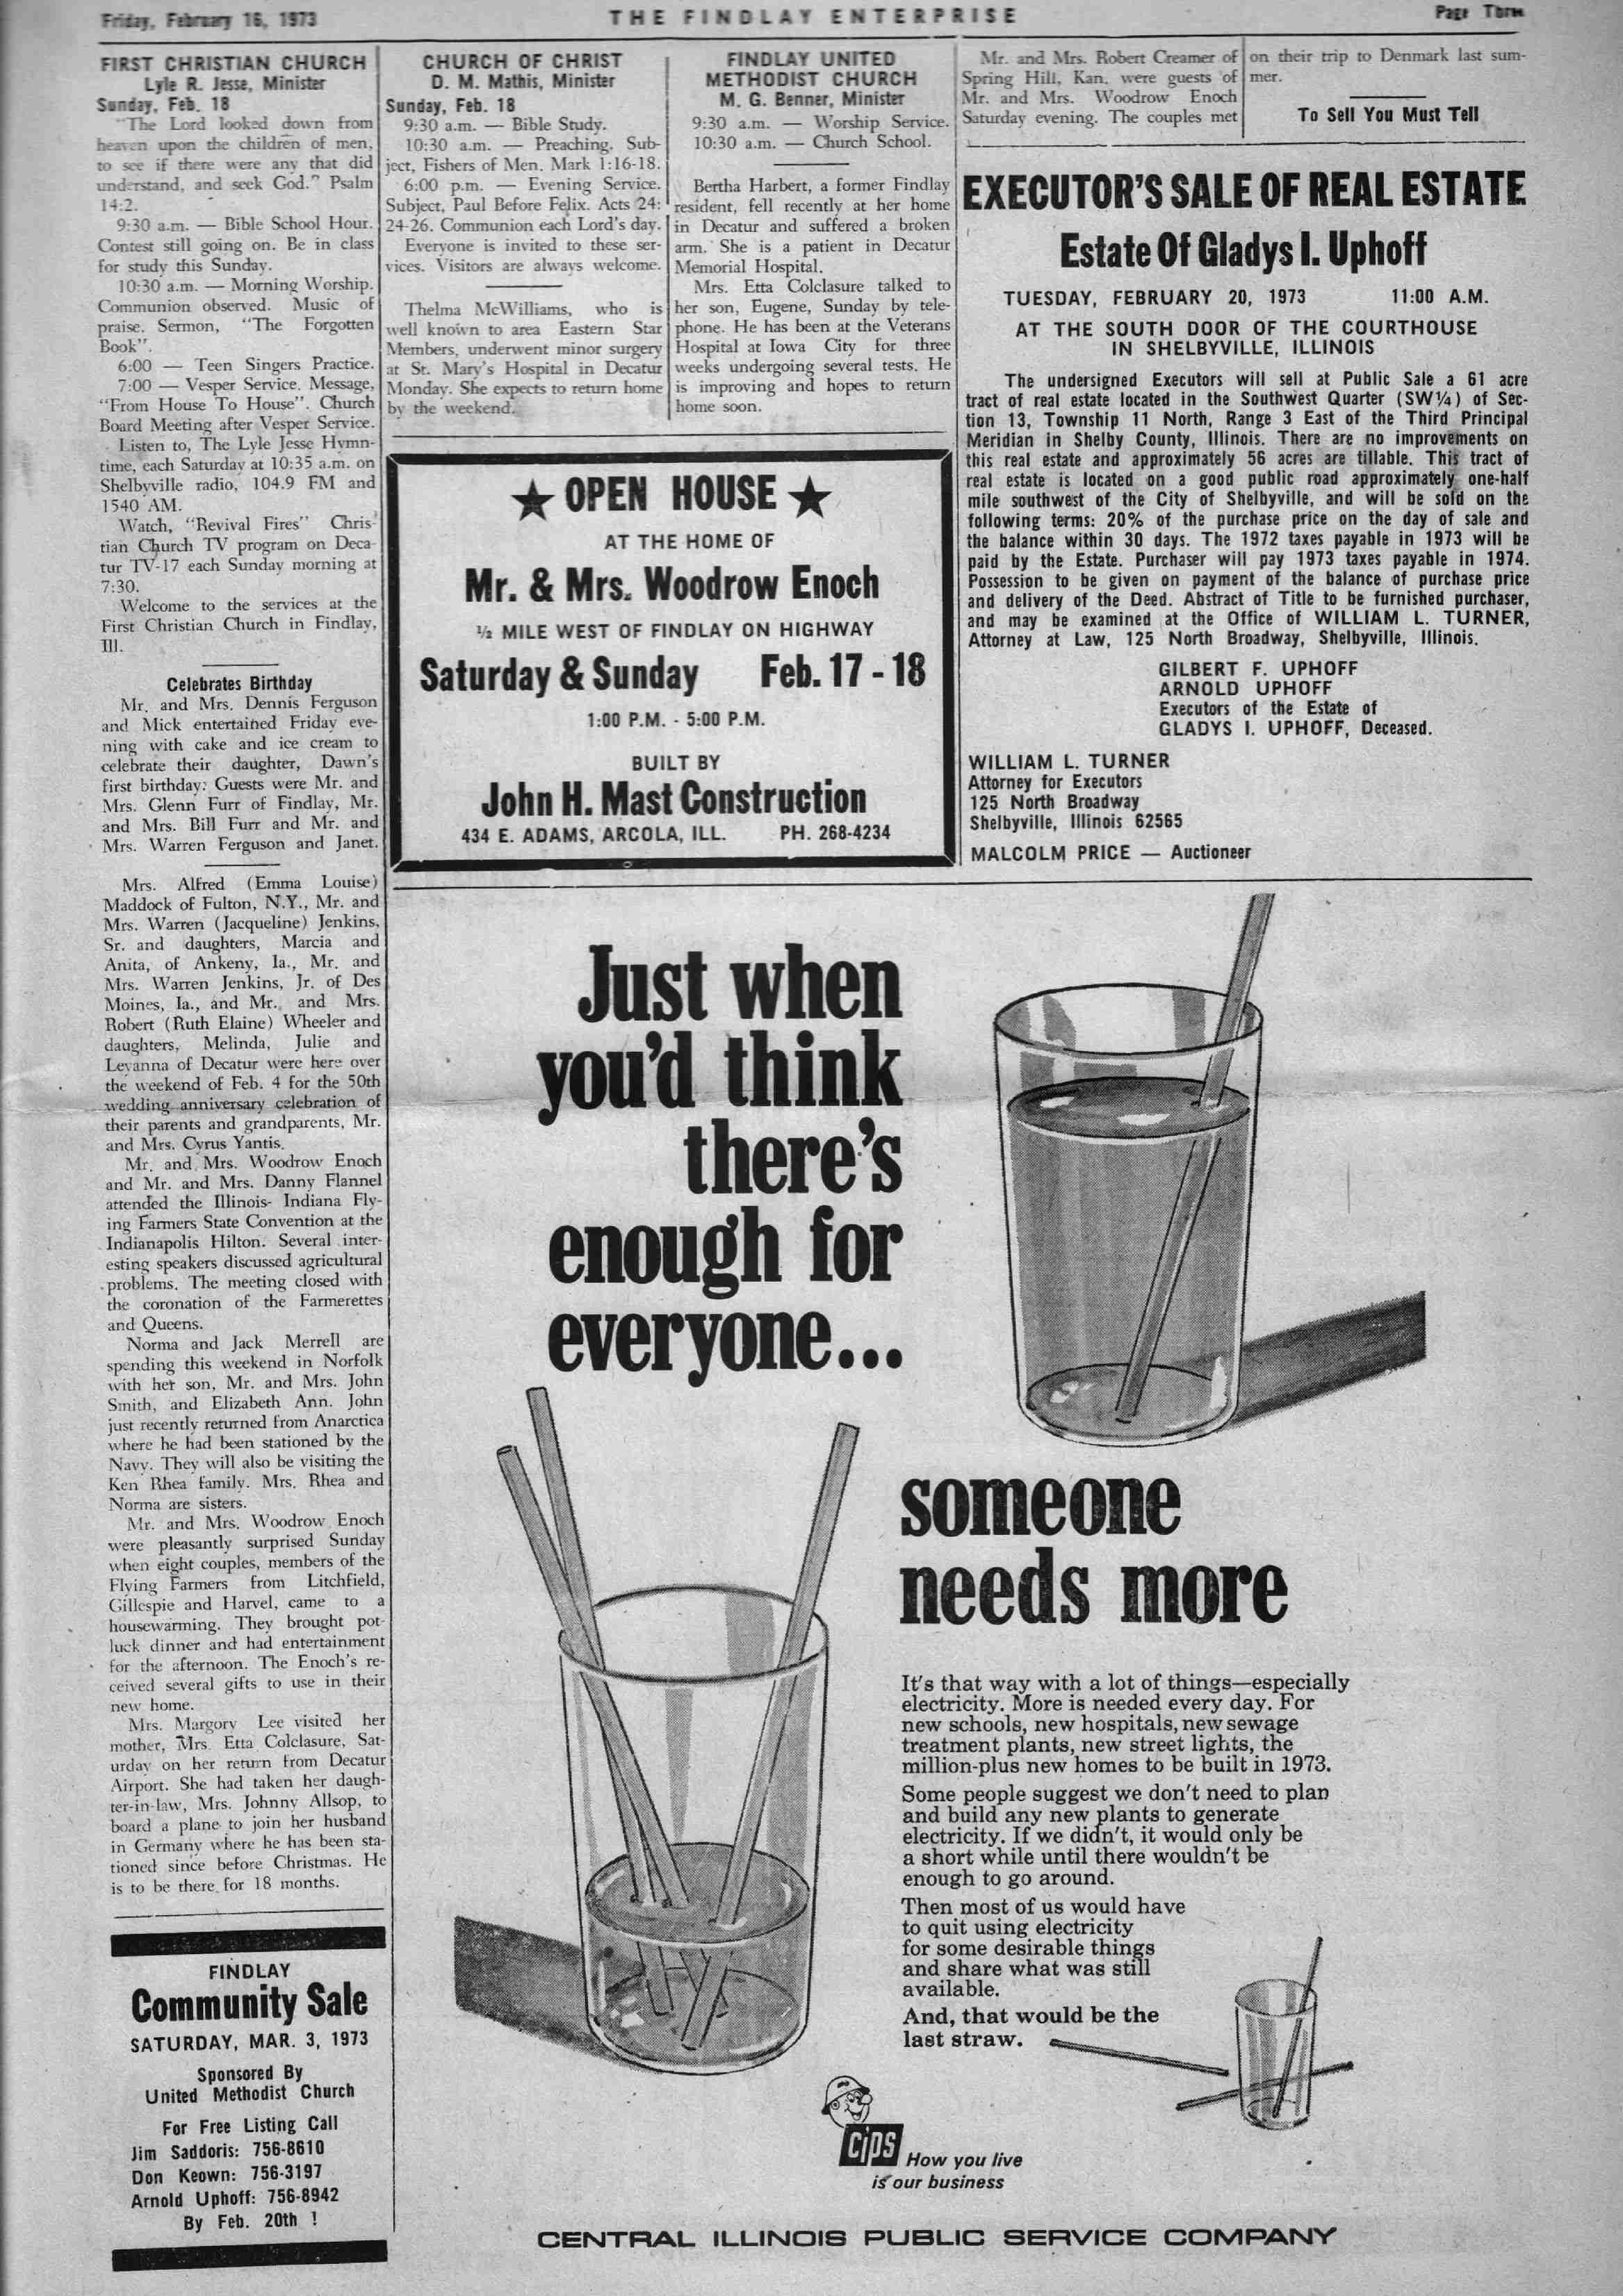 Friday, February 16, 1973
THE FINDLAY ENTERPRISE
Page Three
FIRST CHRISTIAN CHURCH
Lyle R. Jesse, Minister
Sunday, Feb. 18
"The Lord looked down from
heaven upon the children of men,
to see if there were any that did
understand, and seek God." Psalm
14:2.
9:30 a.m. — Bible School Hour.
Contest still going on. Be in class
for study this Sunday.
10:30 a.m. — Morning Worship.
Communion observed. Music of
praise. Sermon, "The Forgotten
Book".
6:00 — Teen Singers Practice.
7:00 — Vesper Service. Message,
"From House To House". Church
Board Meeting after Vesper Service.
Listen to, The Lyle Jesse Hymn-
time, each Saturday at 10:35 a.m. on
Shelbyville radio, 104.9 FM and
1540 AM.
Watch, "Revival Fires" Chris-
tian Church TV program on Deca-
tur TV-17 each Sunday morning at
7:30.
Welcome to the services at the
First Christian Church in Findlay,
Ill.
Celebrates Birthday
Mr. and Mrs. Dennis Ferguson
and Mick entertained Friday eve-
ning with cake and ice cream to
celebrate their daughter, Dawn's
first birthday. Guests were Mr. and
Mrs. Glenn Furr of Findlay, Mr.
and Mrs. Bill Furr and Mr. and
Mrs. Warren Ferguson and Janet.
Mrs. Alfred (Emma Louise)
Maddock of Fulton, N.Y., Mr. and
Mrs. Warren (Jacqueline) Jenkins,
Sr. and daughters, Marcia and
Anita, of Ankeny, Ia., Mr. and
Mrs. Warren Jenkins, Jr. of Des
Moines, Ia., and Mr. and Mrs.
Robert (Ruth Elaine) Wheeler and
daughters, Melinda, Julie and
Levanna of Decatur were here over
the weekend of Feb. 4 for the 50th
wedding anniversary celebration of
their parents and grandparents, Mr.
and Mrs. Cyrus Yantis.
Mr. and Mrs. Woodrow Enoch
and Mr. and Mrs. Danny Flannel
attended the Illinois- Indiana Fly-
ing Farmers State Convention at the
Indianapolis Hilton. Several inter-
esting speakers discussed agricultural
problems. The meeting closed with
the coronation of the Farmerettes
and Queens.
Norma and Jack Merrell are
spending this weekend in Norfolk
with her son, Mr. and Mrs. John
Smith, and Elizabeth Ann. John
just recently returned from Anarctica
where he had been stationed by the
Navy. They will also be visiting the
Ken Rhea family. Mrs. Rhea and
Norma are sisters.
Mr. and Mrs. Woodrow Enoch
were pleasantly surprised Sunday
when eight couples, members of the
Flying Farmers from Litchfield,
Gillespie and Harvel, came to a
housewarming. They brought pot-
luck dinner and had entertainment
for the afternoon. The Enoch's re-
ceived several gifts to use in their
new home.
Mrs. Margory Lee visited her
mother, Mrs. Etta Colclasure, Sat-
urday on her return from Decatur
Airport. She had taken her daugh-
ter-in-law, Mrs. Johnny Allsop, to
board a plane to join her husband
in Germany where he has been sta-
tioned since before Christmas. He
is to be there for 18 months.
FINDLAY
Community Sale
SATURDAY, MAR. 3, 1973
Sponsored By
United Methodist Church
For Free Listing Call
Jim Saddoris: 756-8610
Don Keown: 756-3197
Arnold Uphoff: 756-8942
By Feb. 20th !
CHURCH OF CHRIST
D. M. Mathis, Minister
Sunday, Feb. 18
9:30 a.m. — Bible Study.
10:30 a.m. — Preaching. Sub-
ject, Fishers of Men. Mark 1:16-18.
6:00 p.m. — Evening Service.
Subject, Paul Before Felix. Acts 24:
24-26. Communion each Lord's day.
Everyone is invited to these ser-
vices. Visitors are always welcome.
Thelma McWilliams, who is
well known to area Eastern Star
Members, underwent minor surgery
at St. Mary's Hospital in Decatur
Monday. She expects to return home
by the weekend.
FINDLAY UNITED
METHODIST CHURCH
M. G. Benner, Minister
9:30 a.m. — Worship Service.
10:30 a.m. — Church School.
Bertha Harbert, a former Findlay
resident, fell recently at her home
in Decatur and suffered a broken
arm. She is a patient in Decatur
Memorial Hospital.
Mrs. Etta Colclasure talked to
her son, Eugene, Sunday by tele-
phone. He has been at the Veterans
Hospital at Iowa City for three
weeks undergoing several tests. He
is improving and hopes to return
home soon.
Mr. and Mrs. Robert Creamer of
Spring Hill, Kan. were guests of
Mr. and Mrs. Woodrow Enoch
Saturday evening. The couples met
on their trip to Denmark last sum-
mer.
To Sell You Must Tell
★ OPEN HOUSE ★
AT THE HOME OF
Mr. & Mrs. Woodrow Enoch
½ MILE WEST OF FINDLAY ON HIGHWAY
Saturday & Sunday Feb. 17 - 18
1:00 P.M. - 5:00 P.M.
BUILT BY
John H. Mast Construction
434 E. ADAMS, ARCOLA, ILL. PH. 268-4234
EXECUTOR'S SALE OF REAL ESTATE
Estate Of Gladys I. Uphoff
TUESDAY, FEBRUARY 20, 1973 11:00 A.M.
AT THE SOUTH DOOR OF THE COURTHOUSE
IN SHELBYVILLE, ILLINOIS
The undersigned Executors will sell at Public Sale a 61 acre
tract of real estate located in the Southwest Quarter (SW¼) of Sec-
tion 13, Township 11 North, Range 3 East of the Third Principal
Meridian in Shelby County, Illinois. There are no improvements on
this real estate and approximately 56 acres are tillable. This tract of
real estate is located on a good public road approximately one-half
mile southwest of the City of Shelbyville, and will be sold on the
following terms: 20% of the purchase price on the day of sale and
the balance within 30 days. The 1972 taxes payable in 1973 will be
paid by the Estate. Purchaser will pay 1973 taxes payable in 1974.
Possession to be given on payment of the balance of purchase price
and delivery of the Deed. Abstract of Title to be furnished purchaser,
and may be examined at the Office of WILLIAM L. TURNER,
Attorney at Law, 125 North Broadway, Shelbyville, Illinois.
GILBERT F. UPHOFF
ARNOLD UPHOFF
Executors of the Estate of
GLADYS I. UPHOFF, Deceased.
WILLIAM L. TURNER
Attorney for Executors
125 North Broadway
Shelbyville, Illinois 62565
MALCOLM PRICE — Auctioneer
Just when
you'd think
there's
enough for
everyone...
someone
needs more
It's that way with a lot of things—especially
electricity. More is needed every day. For
new schools, new hospitals, new sewage
treatment plants, new street lights, the
million-plus new homes to be built in 1973.
Some people suggest we don't need to plan
and build any new plants to generate
electricity. If we didn't, it would only be
a short while until there wouldn't be
enough to go around.
Then most of us would have
to quit using electricity
for some desirable things
and share what was still
available.
And, that would be the
last straw.
CIPS
How you live
is our business
CENTRAL ILLINOIS PUBLIC SERVICE COMPANY